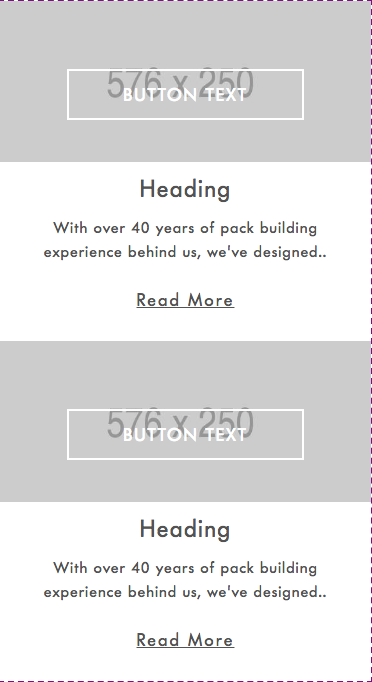 576 x 250
BUTTON TEXT
Heading
With over 40 years of pack building
experience behind us, we've designed..
Read More
576 x 250
BUTTON TEXT
Heading
With over 40 years of pack building
experience behind us, we've designed..
Read More